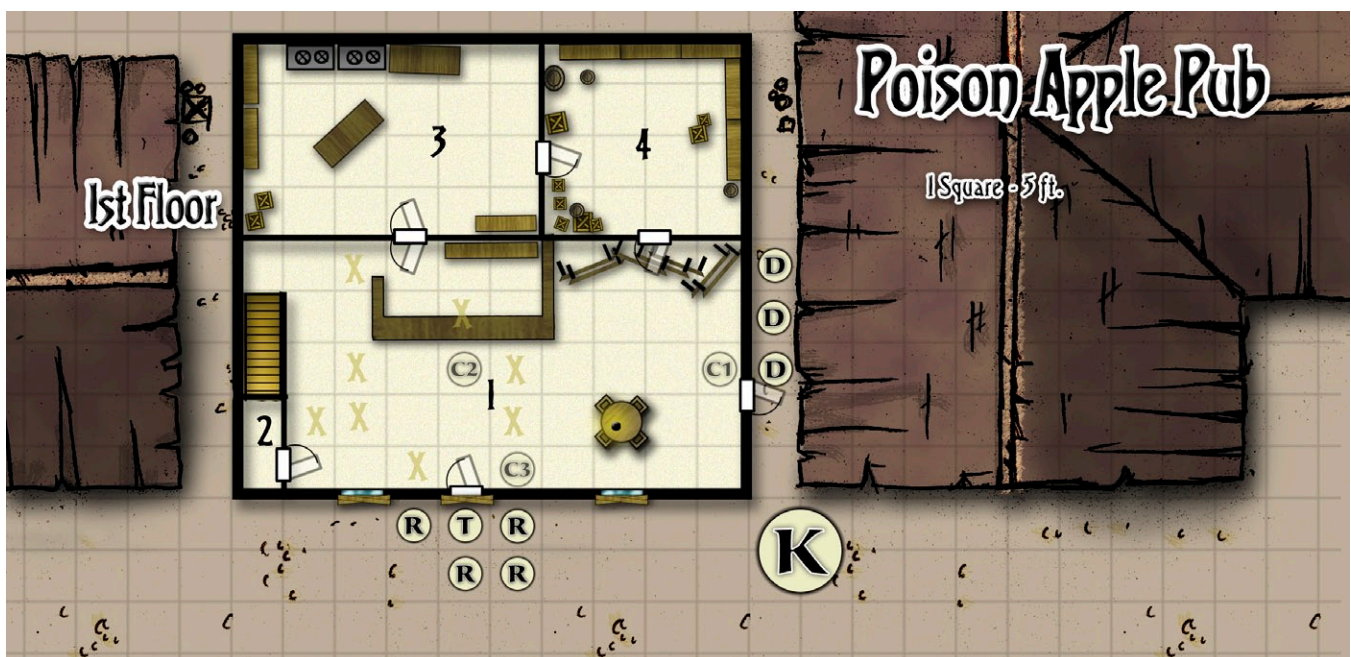 Poison Apple Pub
1 Square - 5 ft.
1st Floor
3
4
X
D
X
D
X
C2
X
C1
D
1
2
X
X
X
X
C3
R
T
R
K
R
R